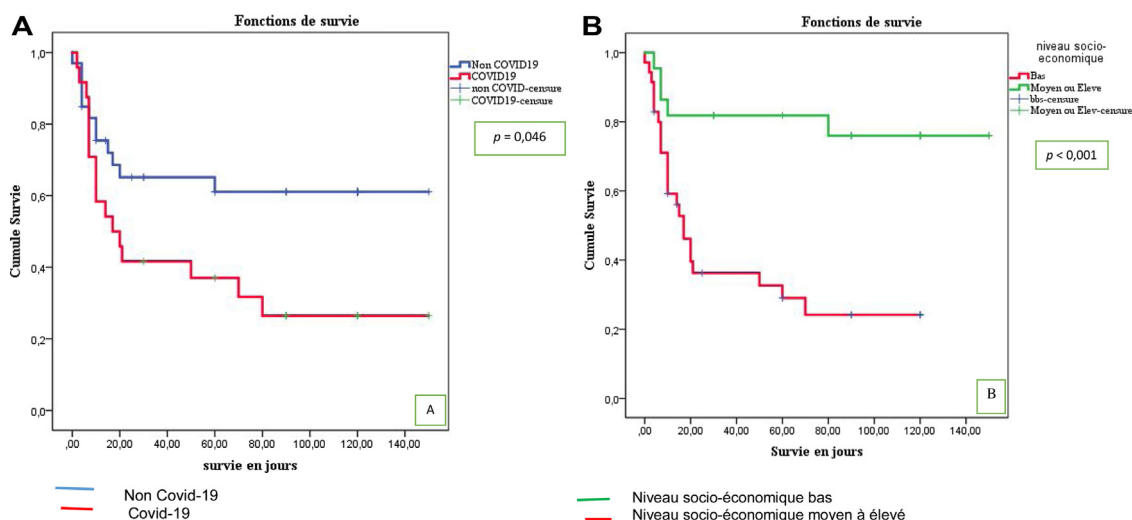 A
Fonctions de survie
Cumule Survie
1,0
0,8
0,6
0,4
0,2
0,0
,00
20,00
40,00
60,00
80,00
100,00
120,00
140,00
survie en jours
Non COVID19
COVID19
non COVID-censure
COVID19-censure
p = 0,046
A
Non Covid-19
Covid-19
B
Fonctions de survie
Cumule Survie
1,0
0,8
0,6
0,4
0,2
0,0
,00
20,00
40,00
60,00
80,00
100,00
120,00
140,00
Survie en jours
niveau socio-
economique
Bas
Moyen ou Eleve
bbs-censure
Moyen ou Elev-censure
p < 0,001
B
Niveau socio-économique bas
Niveau socio-économique moyen à élevé